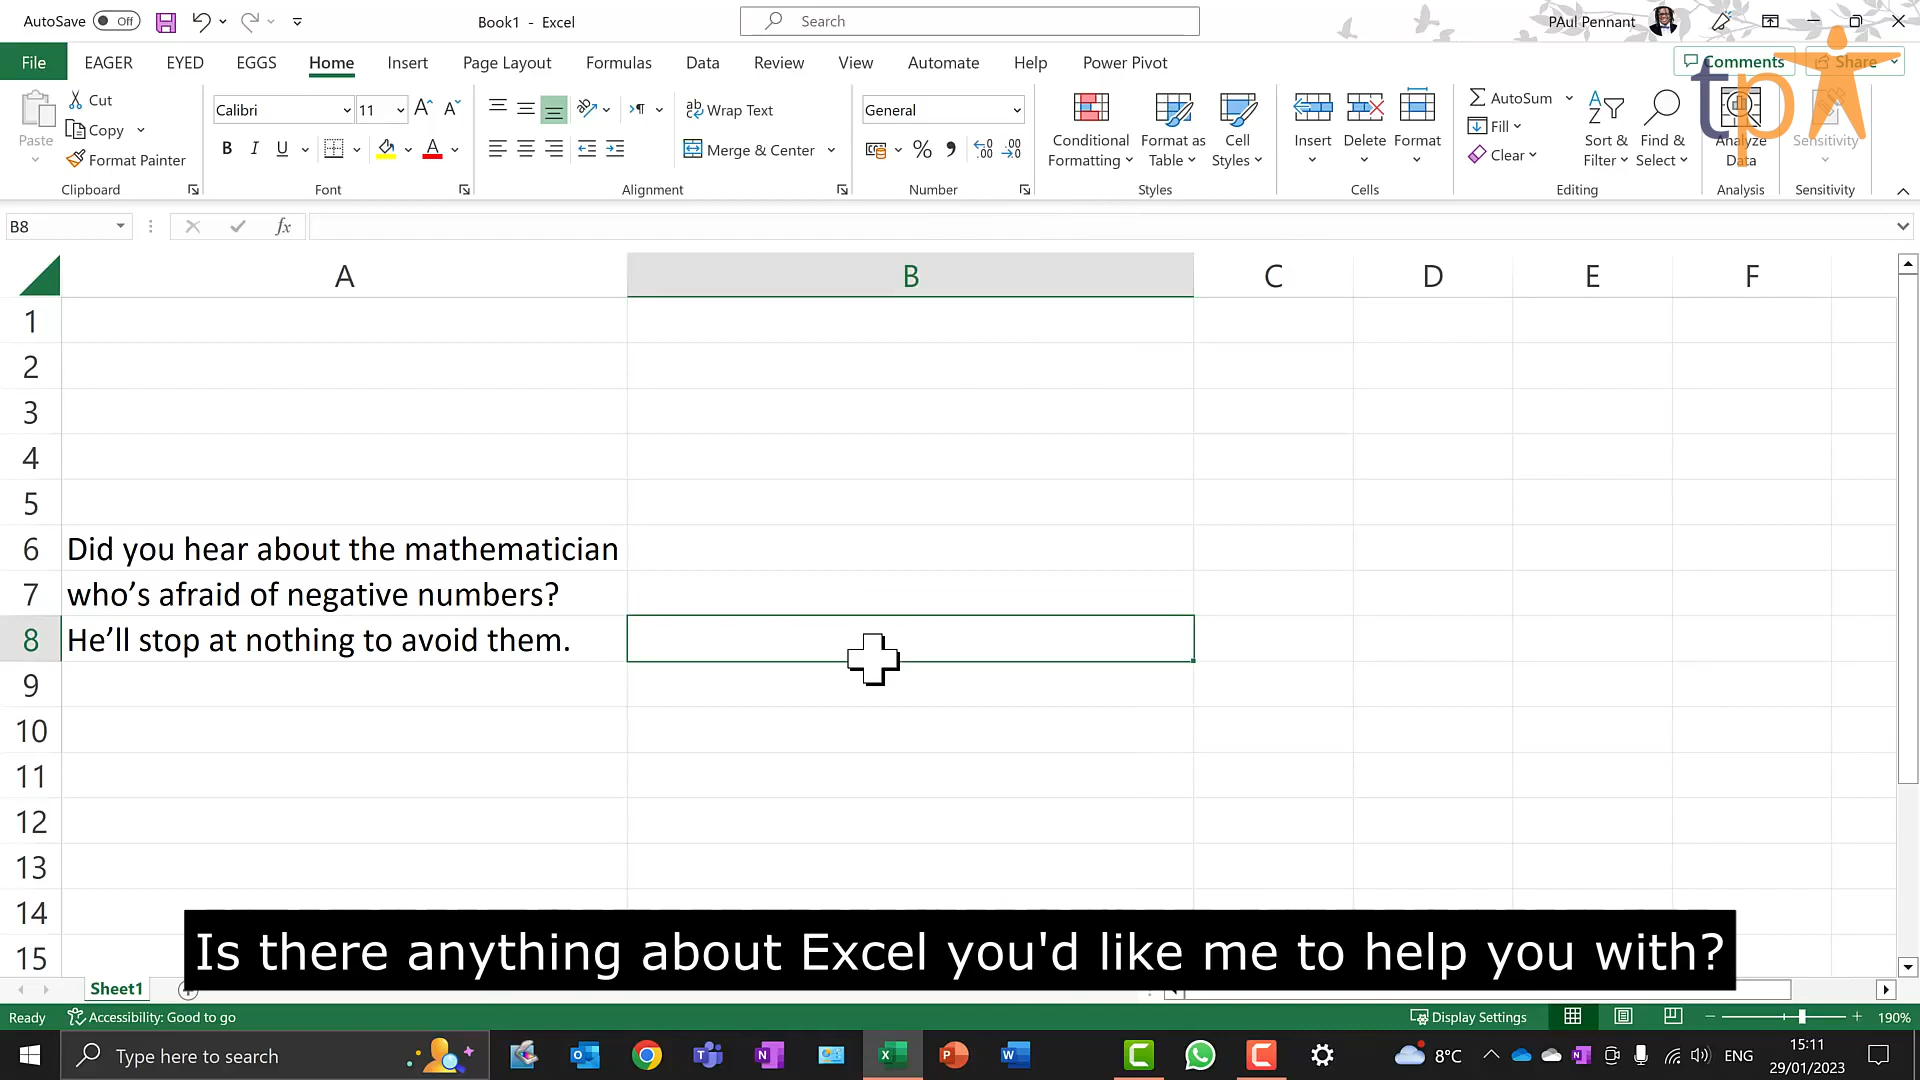 AutoSave Off Book1 - Excel Search PAul Pennant
File EAGER EYED EGGS Home Insert Page Layout Formulas Data Review View Automate Help Power Pivot Comments Share
Paste Cut Copy Format Painter Clipboard
Calibri 11 B I U A Font
ab Wrap Text Merge & Center Alignment
General % Number
Conditional Formatting Format as Table Cell Styles Styles
Insert Delete Format Cells
AutoSum Fill Clear Sort & Filter Find & Select Editing
Analyze Data Analysis
Sensitivity Sensitivity
tp
B8 fx
A B C D E F
1
2
3
4
5
6 Did you hear about the mathematician
7 who’s afraid of negative numbers?
8 He’ll stop at nothing to avoid them.
9
10
11
12
13
14
15
Is there anything about Excel you'd like me to help you with?
Sheet1
Ready Accessibility: Good to go Display Settings 190%
Type here to search 8°C ENG 15:11
29/01/2023